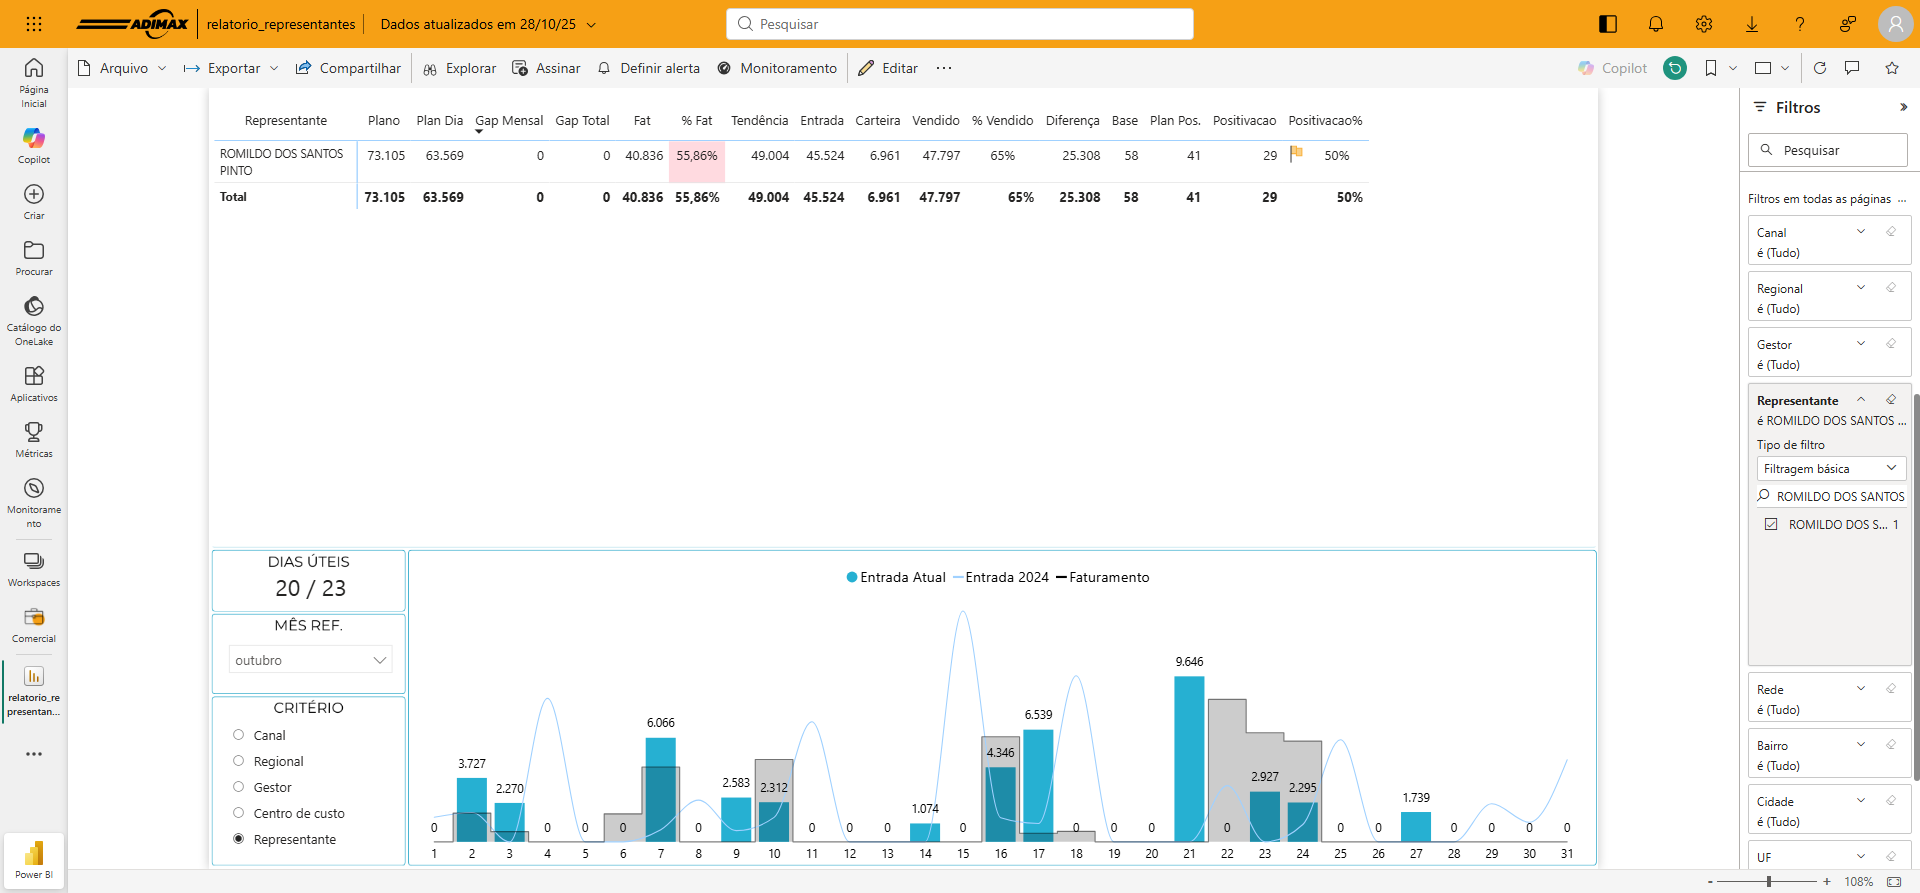 ADIMAX
relatorio_representantes
Dados atualizados em 28/10/25
Pesquisar
Arquivo
Exportar
Compartilhar
Explorar
Assinar
Definir alerta
Monitoramento
Editar
Copilot
Página
Inicial
Copilot
Criar
Procurar
Catálogo do
OneLake
Aplicativos
Métricas
Monitorame
nto
Workspaces
Comercial
relatorio_re
presentan...
Power BI
Representante Plano Plan Dia Gap Mensal Gap Total Fat % Fat Tendência Entrada Carteira Vendido % Vendido Diferença Base Plan Pos. Positivacao Positivacao%
ROMILDO DOS SANTOS
PINTO
73.105 63.569 0 0 40.836 55,86% 49.004 45.524 6.961 47.797 65% 25.308 58 41 29 50%
Total 73.105 63.569 0 0 40.836 55,86% 49.004 45.524 6.961 47.797 65% 25.308 58 41 29 50%
DIAS ÚTEIS
20 / 23
MÊS REF.
outubro
CRITÉRIO
Canal
Regional
Gestor
Centro de custo
Representante
Entrada Atual Entrada 2024 Faturamento
0 3.727 2.270 0 0 0 6.066 0 2.583 2.312 0 0 0 1.074 0 4.346 6.539 0 0 0 9.646 0 2.927 2.295 0 0 1.739 0 0 0 0
1 2 3 4 5 6 7 8 9 10 11 12 13 14 15 16 17 18 19 20 21 22 23 24 25 26 27 28 29 30 31
Filtros
Pesquisar
Filtros em todas as páginas ...
Canal
é (Tudo)
Regional
é (Tudo)
Gestor
é (Tudo)
Representante
é ROMILDO DOS SANTOS ...
Tipo de filtro
Filtragem básica
ROMILDO DOS SANTOS
ROMILDO DOS S... 1
Rede
é (Tudo)
Bairro
é (Tudo)
Cidade
é (Tudo)
UF
- + 108%